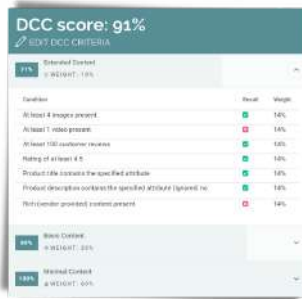 DCC score: 91%
EDIT DCC CRITERIA
71% Extended Content
WEIGHT: 10%
Condition Result Weight
At least 4 images present 14%
At least 1 video present 14%
At least 100 customer reviews 14%
Rating of at least 4.5 14%
Product title contains the specified attribute 14%
Product description contains the specified attribute (ignored: no 14%
Rich (vendor provided) content present 14%
Basic Content
WEIGHT: 30%
100% Minimal Content
WEIGHT: 60%